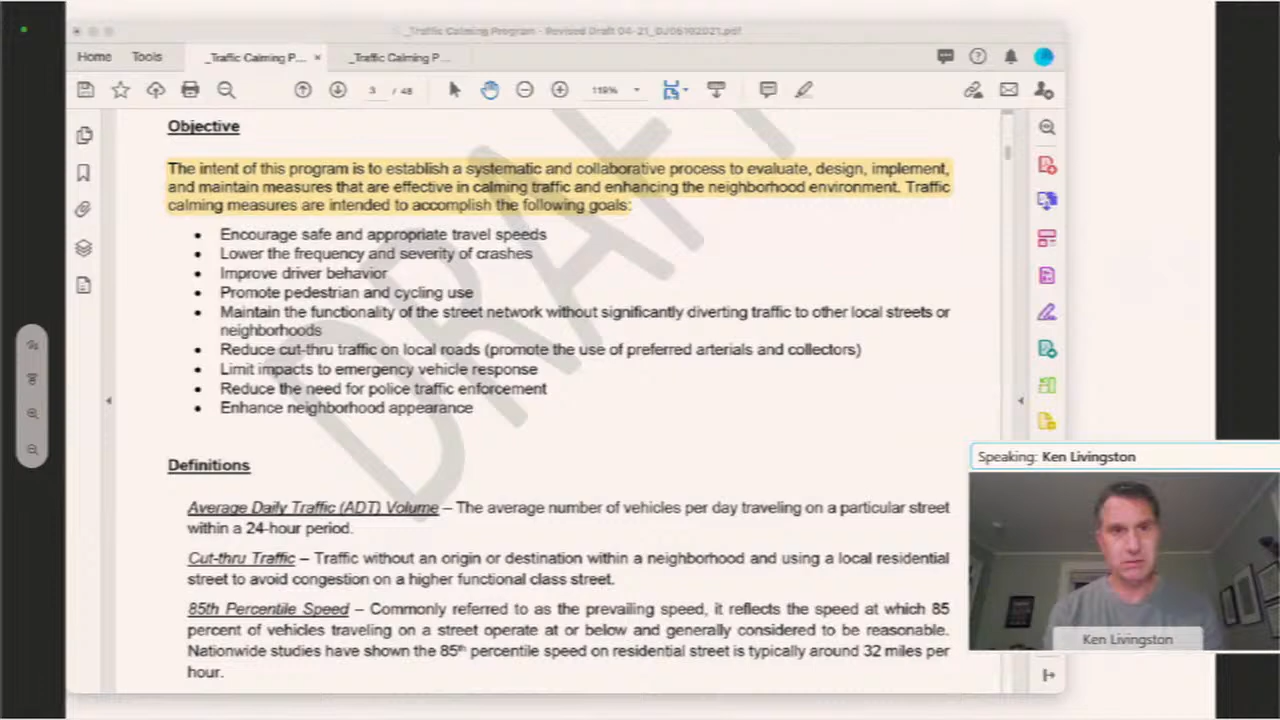 _Traffic Calming Program - Revised Draft 04-21_DJ06102021.pdf
Home Tools _Traffic Calming P... × _Traffic Calming P...
3 / 48 119%
Objective
The intent of this program is to establish a systematic and collaborative process to evaluate, design, implement,
and maintain measures that are effective in calming traffic and enhancing the neighborhood environment. Traffic
calming measures are intended to accomplish the following goals:
• Encourage safe and appropriate travel speeds
• Lower the frequency and severity of crashes
• Improve driver behavior
• Promote pedestrian and cycling use
• Maintain the functionality of the street network without significantly diverting traffic to other local streets or
neighborhoods
• Reduce cut-thru traffic on local roads (promote the use of preferred arterials and collectors)
• Limit impacts to emergency vehicle response
• Reduce the need for police traffic enforcement
• Enhance neighborhood appearance
DRAFT
Definitions
Average Daily Traffic (ADT) Volume – The average number of vehicles per day traveling on a particular street
within a 24-hour period.
Cut-thru Traffic – Traffic without an origin or destination within a neighborhood and using a local residential
street to avoid congestion on a higher functional class street.
85th Percentile Speed – Commonly referred to as the prevailing speed, it reflects the speed at which 85
percent of vehicles traveling on a street operate at or below and generally considered to be reasonable.
Nationwide studies have shown the 85th percentile speed on residential street is typically around 32 miles per
hour.
Speaking: Ken Livingston
Ken Livingston